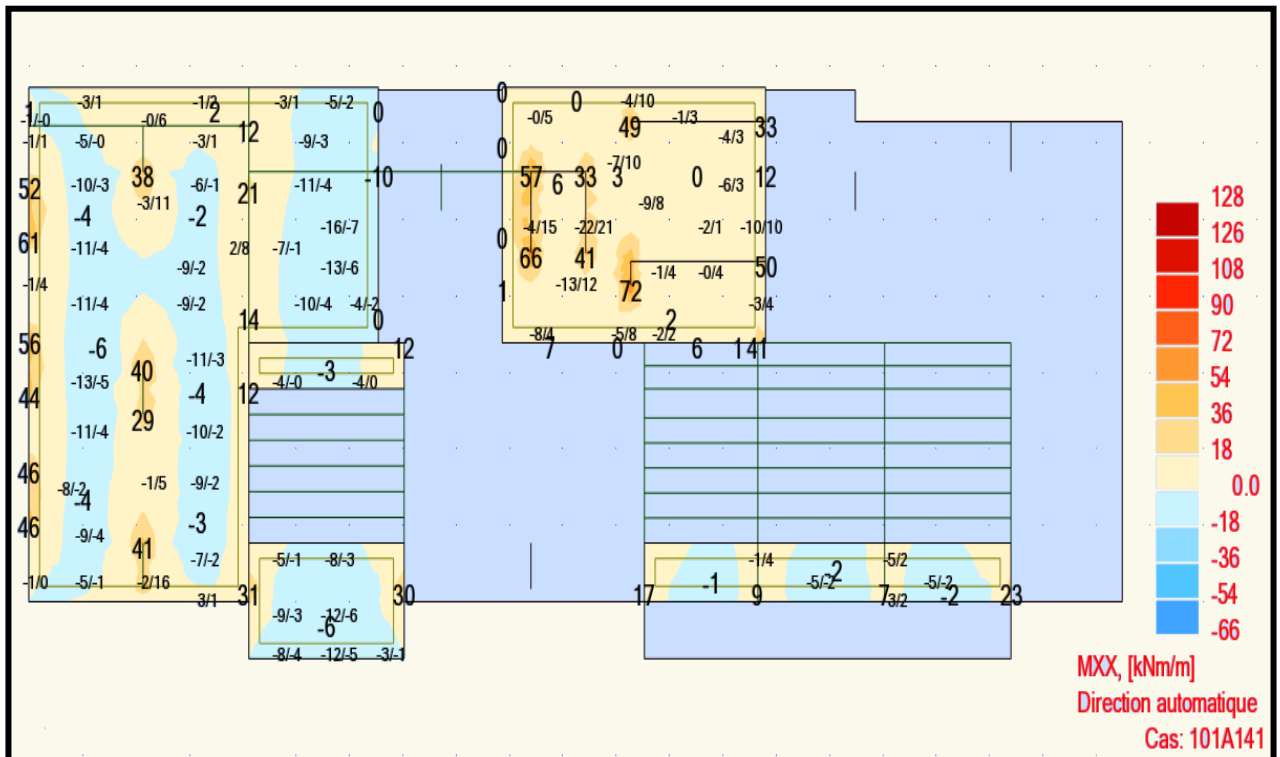 0
-3/1 -1/2 -3/1 -5/-2 0 -4/10
1 2 0
-1/-0 -0/6 -0/5 -1/3
12 49 33
-1/1 -5/-0 -3/1 -9/-3 0 -4/3
-7/10
52 -10/-3 38 -6/-1 21 -11/-4 -10 57 6 33 3 0 -6/3 12
-3/11 -9/8
-4 -2 -16/-7 -4/15 -22/21 -2/1 -10/10
61 -11/-4 2/8 -7/-1 0
-9/-2 -13/-6 66 41 -1/4 -0/4 50
-1/4 -13/12
1 72
-11/-4 -9/-2 -10/-4 -4/-2 -3/4
14 0 2
-8/4 -5/8 -2/2
56 -6 12 7 0 6 1 41
-11/-3
40 -3
-13/-5 -4/-0 -4/0
44 -4 12
29
-11/-4 -10/-2
46
-8/-2 -1/5 -9/-2
-4
46 -3
-9/-4
41
-7/-2 -5/-1 -8/-3 -1/4 -5/2
-1/0 -5/-1 -2/16 -1 -5/-2 -2 -5/-2
3/1 31 30 17 9 7 3/2 -2 23
-9/-3 -12/-6
-6
-8/-4 -12/-5 -3/-1
128
126
108
90
72
54
36
18
0.0
-18
-36
-54
-66
MXX, [kNm/m]
Direction automatique
Cas: 101A141